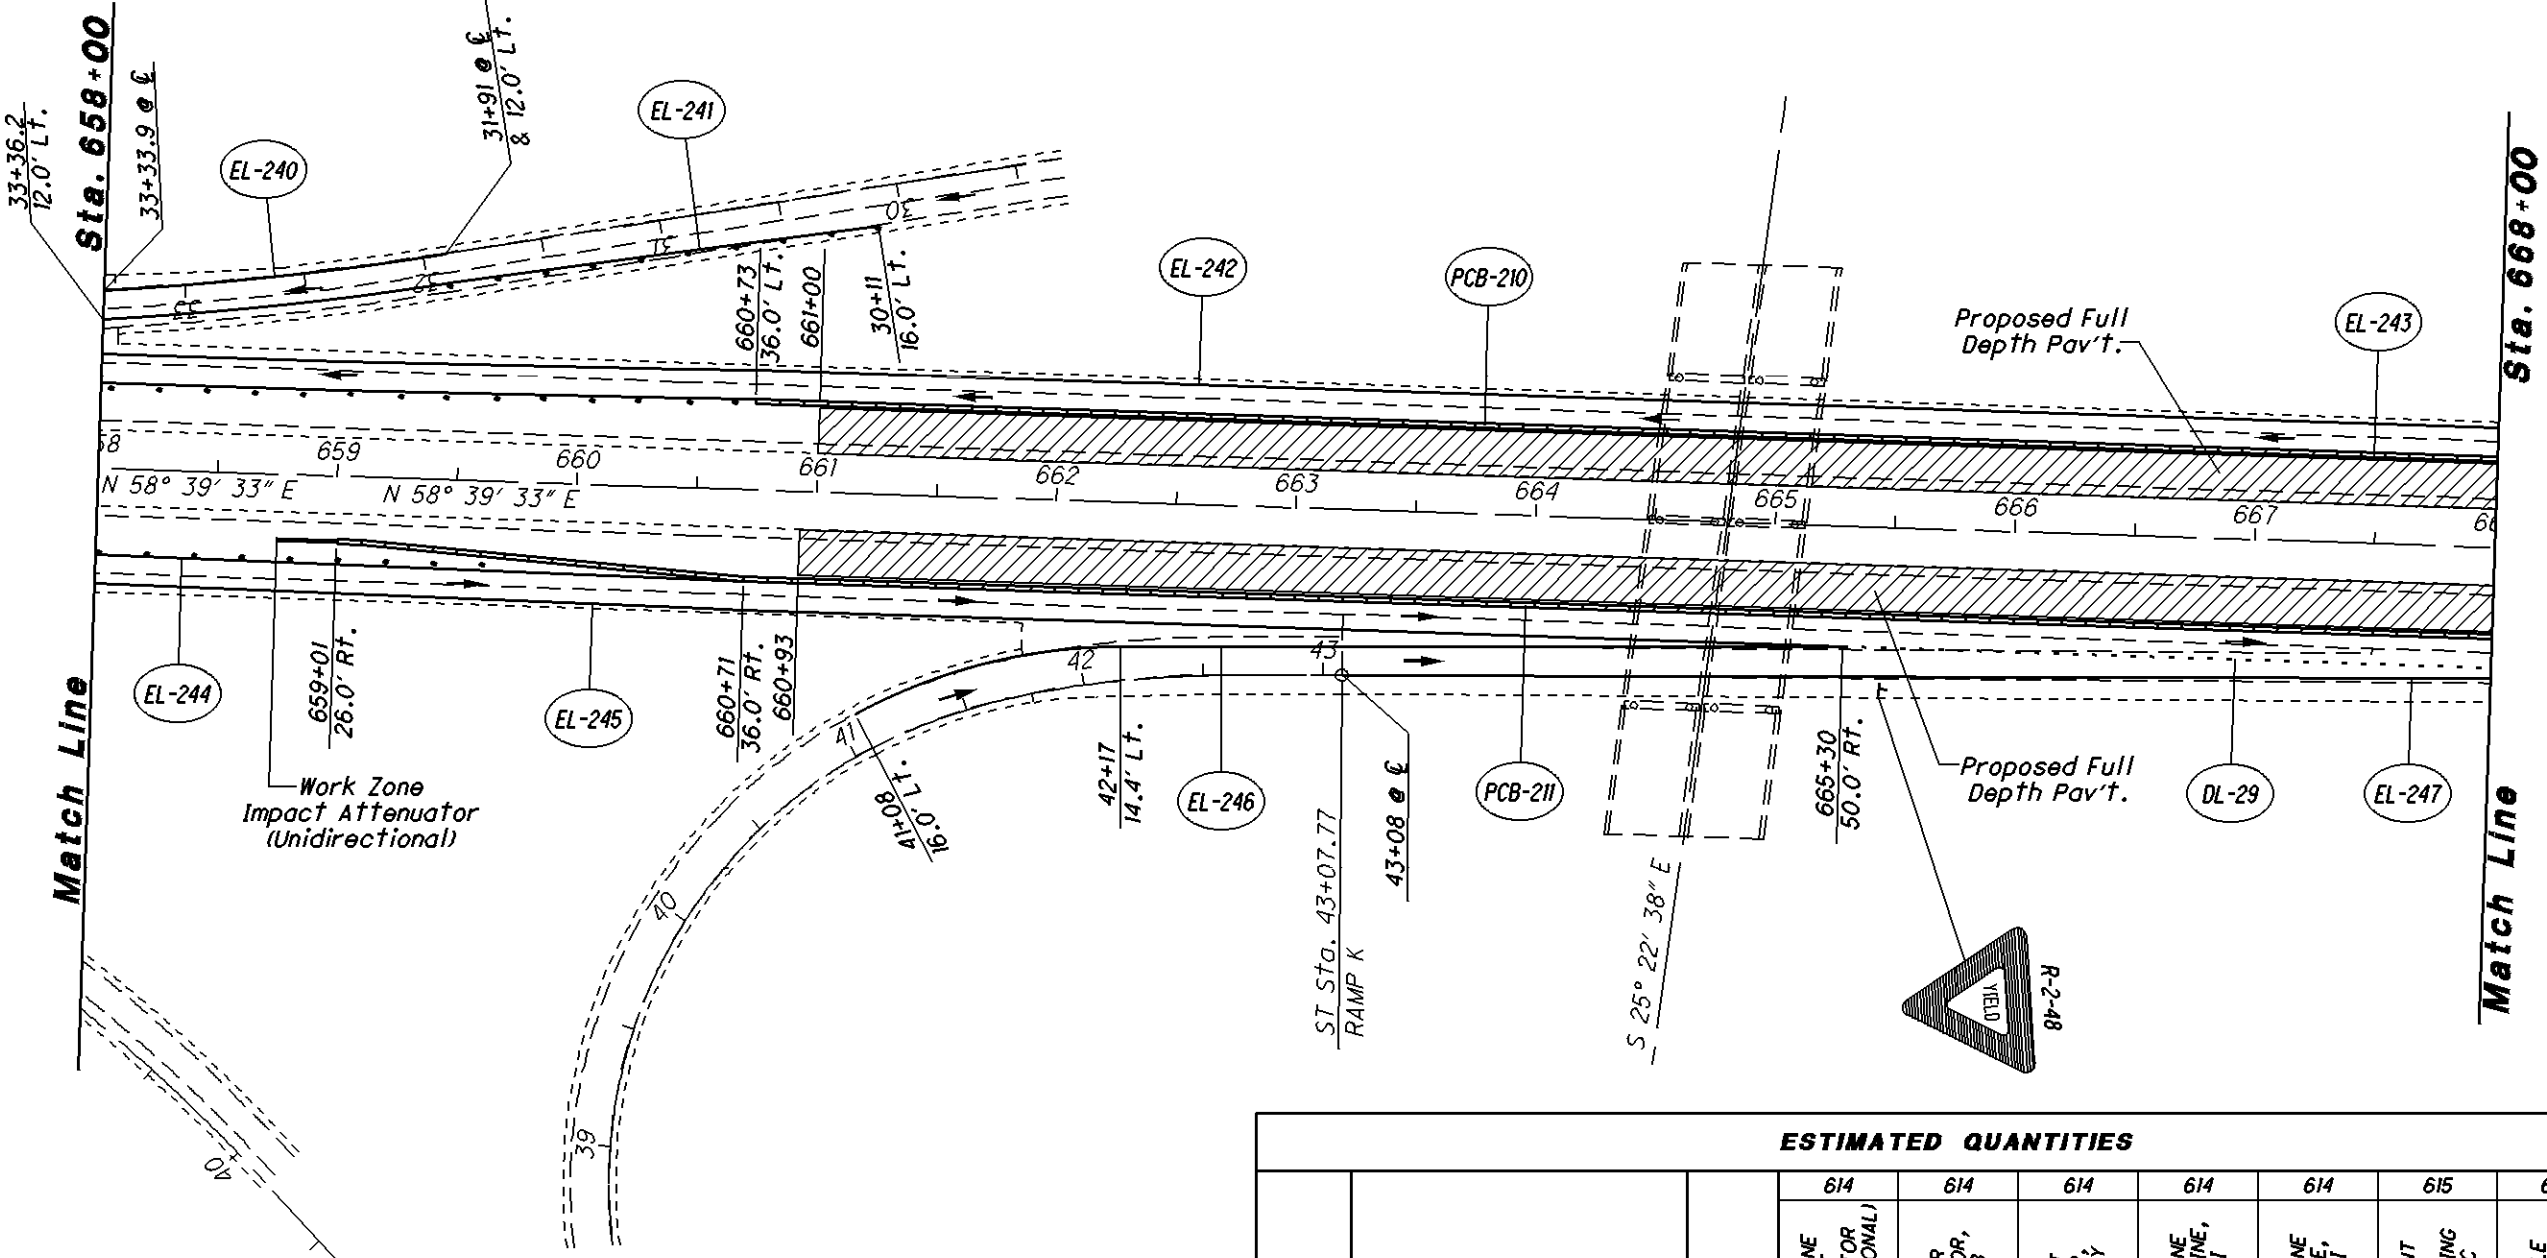 33+36.2
12.0' Lt.
Sta. 658+00
33+33.9 @ ℄
31+91 @ ℄
& 12.0' Lt.
EL-240
EL-241
30
31
32
33
660+73
36.0' Lt.
661+00
30+11
16.0' Lt.
EL-242
PCB-210
Proposed Full
Depth Pav't.
EL-243
Sta. 668+00
659
660
661
662
663
664
665
666
667
N 58° 39' 33" E
N 58° 39' 33" E
EL-244
659+01
26.0' Rt.
EL-245
660+71
36.0' Rt.
660+93
Work Zone
Impact Attenuator
(Unidirectional)
Match Line
41
42
43
41+08
16.0' Lt.
42+17
14.4' Lt.
EL-246
ST Sta. 43+07.77
RAMP K
43+08 @ ℄
PCB-211
S 25° 22' 38" E
665+30
50.0' Rt.
Proposed Full
Depth Pav't.
DL-29
EL-247
Match Line
YIELD
R-2-48
40
39
40
ESTIMATED QUANTITIES
614
614
614
614
614
615